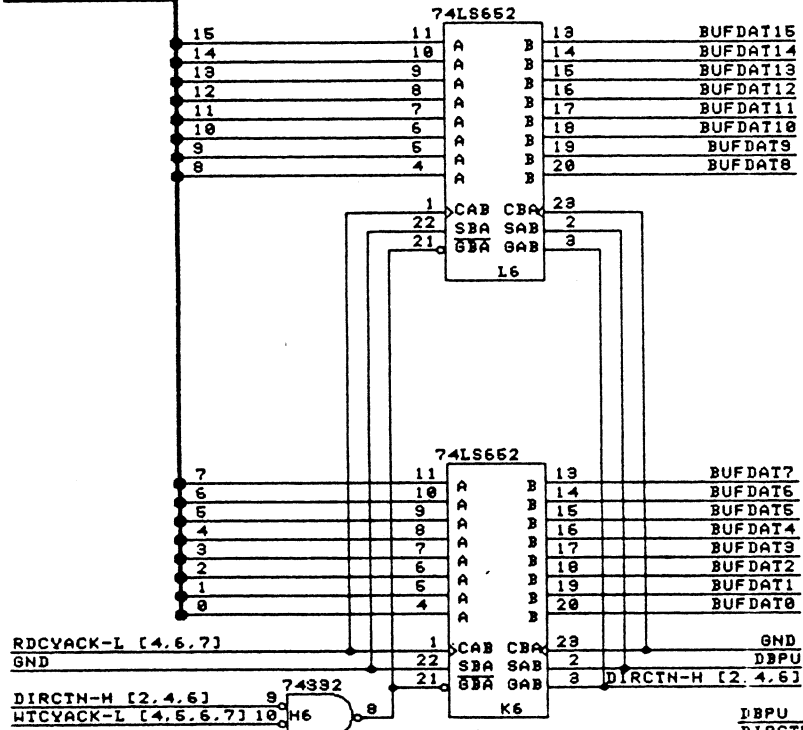 74LS652
15 11 A B 13 BUFDAT15
14 10 A B 14 BUFDAT14
13 9 A B 15 BUFDAT13
12 8 A B 16 BUFDAT12
11 7 A B 17 BUFDAT11
10 6 A B 18 BUFDAT10
9 5 A B 19 BUFDAT9
8 4 A B 20 BUFDAT8
1 CAB CBA 23
22 SBA SAB 2
21 GBA GAB 3
L6
74LS652
7 11 A B 13 BUFDAT7
6 10 A B 14 BUFDAT6
5 9 A B 15 BUFDAT5
4 8 A B 16 BUFDAT4
3 7 A B 17 BUFDAT3
2 6 A B 18 BUFDAT2
1 5 A B 19 BUFDAT1
0 4 A B 20 BUFDAT0
RDCYACK-L [4,6,7] 1 CAB CBA 23 GND
GND 22 SBA SAB 2 DBPU
21 GBA GAB 3 DIRCTN-H [2,4,6]
K6
74S32
DIRCTN-H [2,4,6] 9
WTCYACK-L [4,5,6,7] 10 H6 8
DBPU